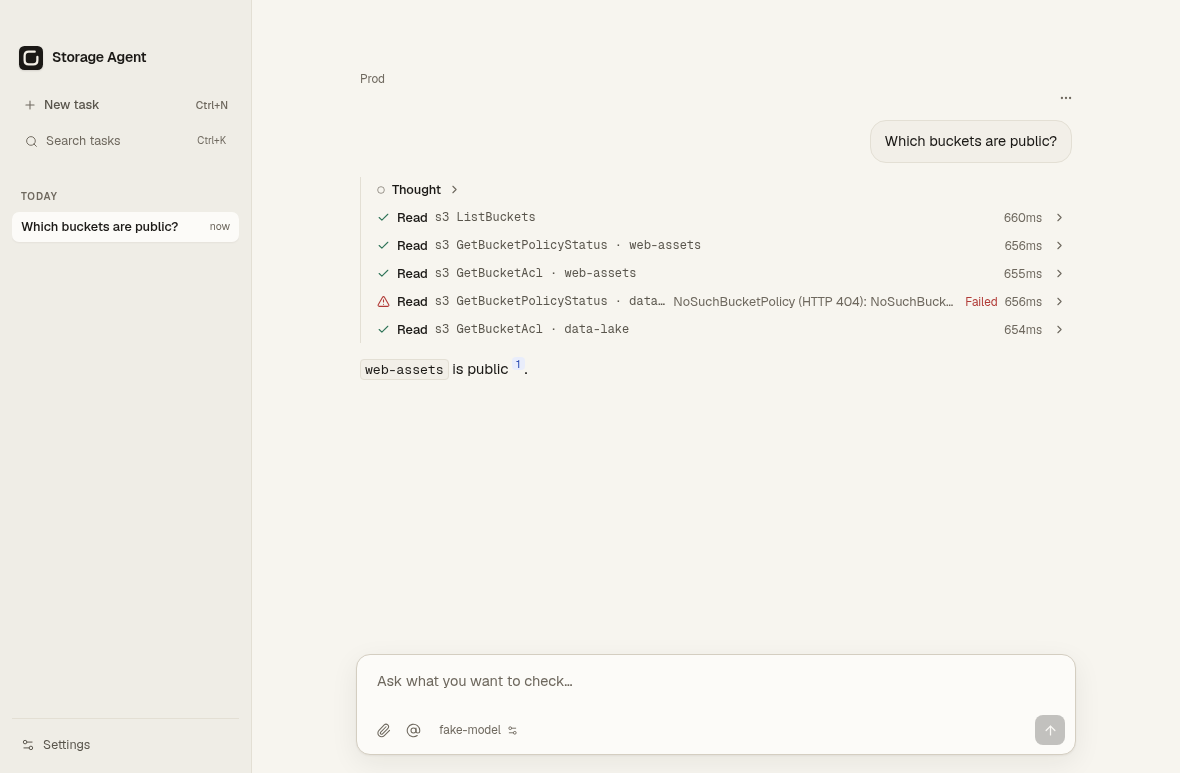 Storage Agent
New task Ctrl+N
Search tasks Ctrl+K
TODAY
Which buckets are public? now
Settings
Prod
Which buckets are public?
Thought
Read s3 ListBuckets 660ms
Read s3 GetBucketPolicyStatus · web-assets 656ms
Read s3 GetBucketAcl · web-assets 655ms
Read s3 GetBucketPolicyStatus · data… NoSuchBucketPolicy (HTTP 404): NoSuchBuck… Failed 656ms
Read s3 GetBucketAcl · data-lake 654ms
web-assets is public 1.
Ask what you want to check…
fake-model